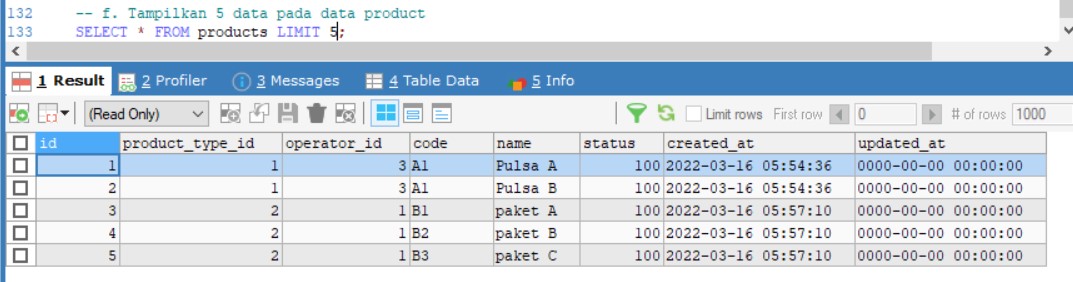 132 -- f. Tampilkan 5 data pada data product
133 SELECT * FROM products LIMIT 5;
1 Result 2 Profiler 3 Messages 4 Table Data 5 Info
(Read Only) Limit rows First row 0 # of rows 1000
id product_type_id operator_id code name status created_at updated_at
1 1 3 A1 Pulsa A 100 2022-03-16 05:54:36 0000-00-00 00:00:00
2 1 3 A1 Pulsa B 100 2022-03-16 05:54:36 0000-00-00 00:00:00
3 2 1 B1 paket A 100 2022-03-16 05:57:10 0000-00-00 00:00:00
4 2 1 B2 paket B 100 2022-03-16 05:57:10 0000-00-00 00:00:00
5 2 1 B3 paket C 100 2022-03-16 05:57:10 0000-00-00 00:00:00